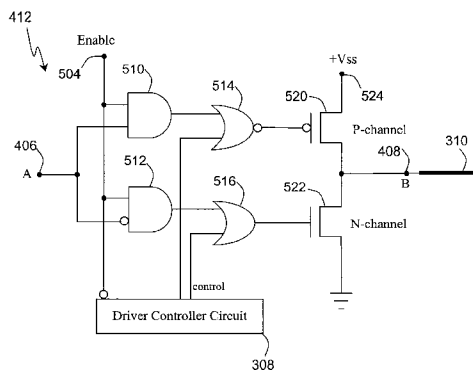 412
Enable
504
510
514
+Vss
520
524
P-channel
406
A
408
B
310
512
516
522
N-channel
control
Driver Controller Circuit
308